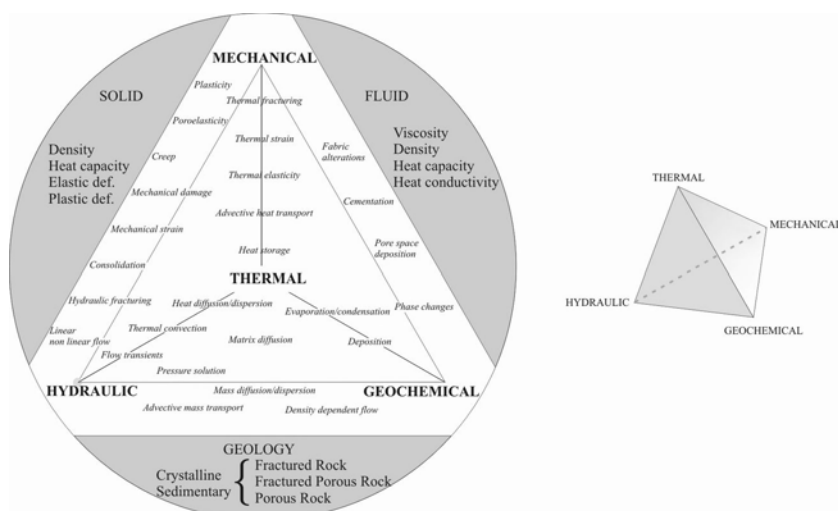 MECHANICAL
SOLID
Density
Heat capacity
Elastic def.
Plastic def.
FLUID
Viscosity
Density
Heat capacity
Heat conductivity
Plasticity
Thermal fracturing
Poroelasticity
Thermal strain
Fabric
alterations
Creep
Thermal elasticity
Mechanical damage
Cementation
Advective heat transport
Mechanical strain
Pore space
deposition
Heat storage
Consolidation
THERMAL
Hydraulic fracturing
Heat diffusion/dispersion
Evaporation/condensation
Phase changes
Linear
non linear flow
Thermal convection
Matrix diffusion
Deposition
Flow transients
Pressure solution
HYDRAULIC
GEOCHEMICAL
Mass diffusion/dispersion
Advective mass transport
Density dependent flow
GEOLOGY
Crystalline
Sedimentary
{
Fractured Rock
Fractured Porous Rock
Porous Rock
THERMAL
MECHANICAL
HYDRAULIC
GEOCHEMICAL